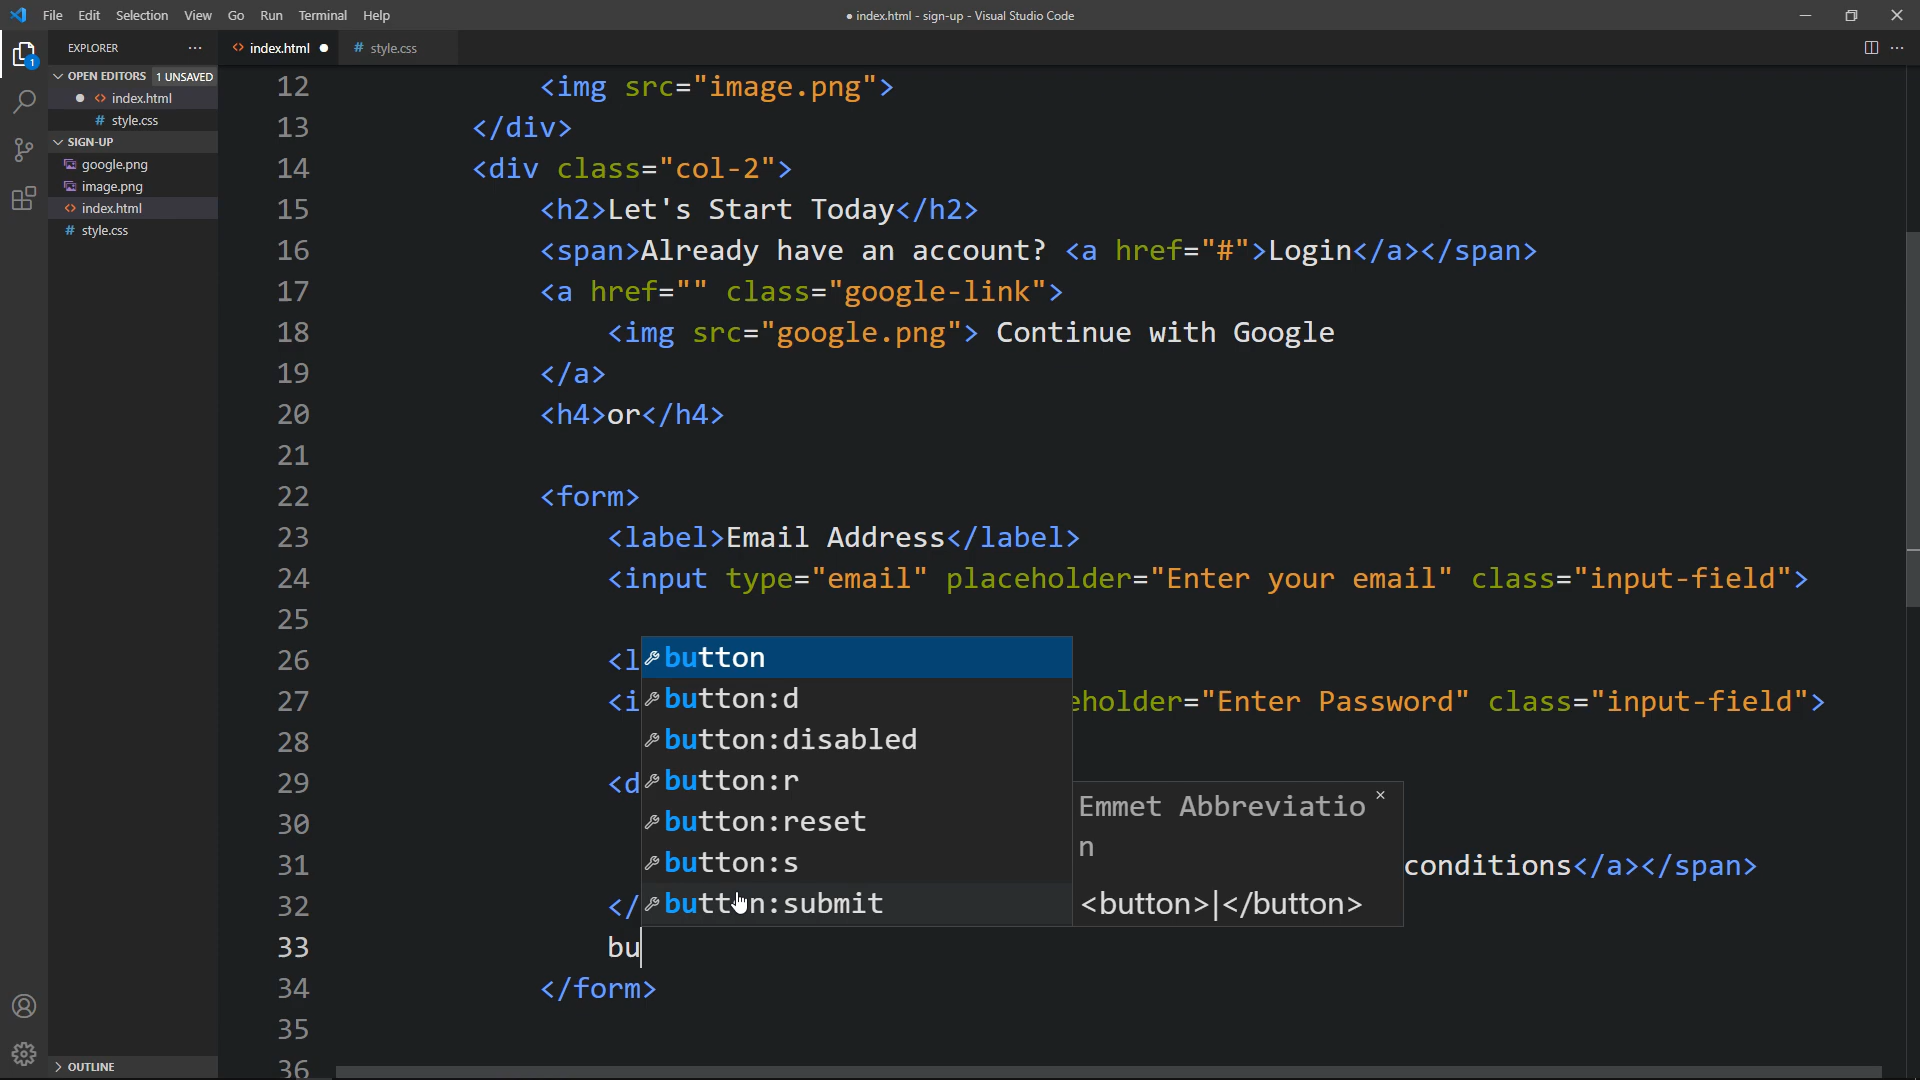 File Edit Selection View Go Run Terminal Help
● index.html - sign-up - Visual Studio Code
EXPLORER
1
OPEN EDITORS 1 UNSAVED
index.html
# style.css
SIGN-UP
google.png
image.png
index.html
# style.css
OUTLINE
<> index.html ●
# style.css
12 <img src="image.png">
13 </div>
14 <div class="col-2">
15 <h2>Let's Start Today</h2>
16 <span>Already have an account? <a href="#">Login</a></span>
17 <a href="" class="google-link">
18 <img src="google.png"> Continue with Google
19 </a>
20 <h4>or</h4>
21
22 <form>
23 <label>Email Address</label>
24 <input type="email" placeholder="Enter your email" class="input-field">
25
26 <l
27 <i eholder="Enter Password" class="input-field">
28
29 <d
30
31 conditions</a></span>
32 </
33 bu
34 </form>
35
36
button
button:d
button:disabled
button:r
button:reset
button:s
button:submit
Emmet Abbreviatio
n
<button>|</button>